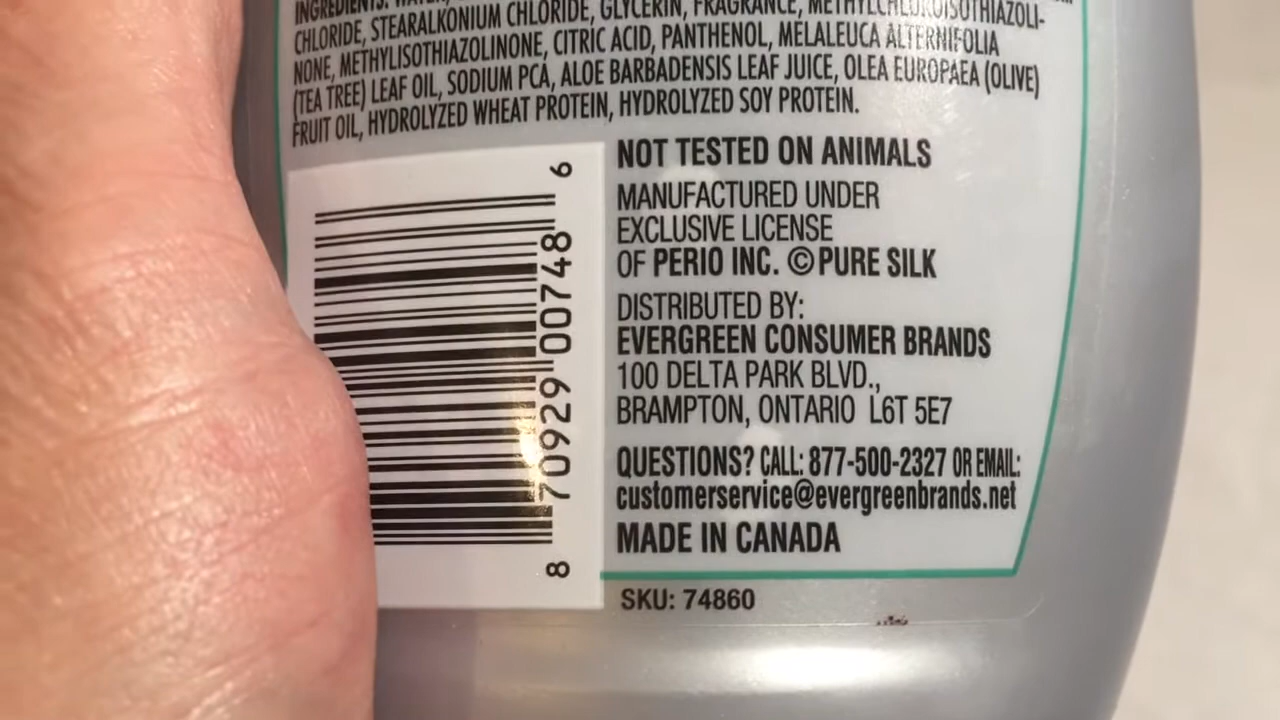 INGREDIENTS: WATER,
CHLORIDE, STEARALKONIUM CHLORIDE, GLYCERIN, FRAGRANCE, METHYLCHLOROISOTHIAZOLI-
NONE, METHYLISOTHIAZOLINONE, CITRIC ACID, PANTHENOL, MELALEUCA ALTERNIFOLIA
(TEA TREE) LEAF OIL, SODIUM PCA, ALOE BARBADENSIS LEAF JUICE, OLEA EUROPAEA (OLIVE)
FRUIT OIL, HYDROLYZED WHEAT PROTEIN, HYDROLYZED SOY PROTEIN.
8 70929 00748 6
NOT TESTED ON ANIMALS
MANUFACTURED UNDER
EXCLUSIVE LICENSE
OF PERIO INC. © PURE SILK
DISTRIBUTED BY:
EVERGREEN CONSUMER BRANDS
100 DELTA PARK BLVD.,
BRAMPTON, ONTARIO L6T 5E7
QUESTIONS? CALL: 877-500-2327 OR EMAIL:
customerservice@evergreenbrands.net
MADE IN CANADA
SKU: 74860